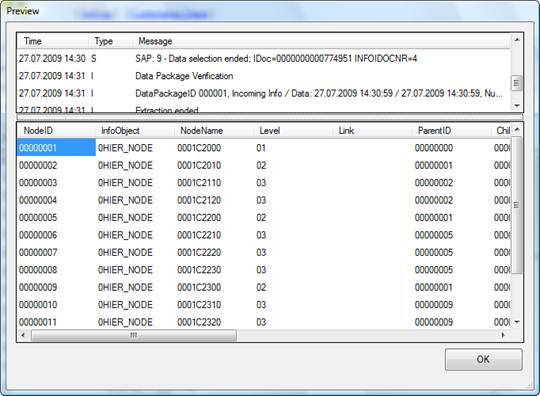 Preview
Time Type Message
27.07.2009 14:30 S SAP: 9 - Data selection ended; IDoc=0000000000774951 INFOIDOCNR=4
27.07.2009 14:31 I Data Package Verfication
27.07.2009 14:31 I DataPackageID 000001, Incoming Info / Data: 27.07.2009 14:30:59 / 27.07.2009 14:30:59, Nu...
27.07.2009 14:31 I Extraction ended
NodeID InfoObject NodeName Level Link ParentID Chil
00000001 0HIER_NODE 0001C2000 01 00000000 0000
00000002 0HIER_NODE 0001C2010 02 00000001 0000
00000003 0HIER_NODE 0001C2110 03 00000002 0000
00000004 0HIER_NODE 0001C2120 03 00000002 0000
00000005 0HIER_NODE 0001C2200 02 00000001 0000
00000006 0HIER_NODE 0001C2210 03 00000005 0000
00000007 0HIER_NODE 0001C2220 03 00000005 0000
00000008 0HIER_NODE 0001C2230 03 00000005 0000
00000009 0HIER_NODE 0001C2300 02 00000001 0000
00000010 0HIER_NODE 0001C2310 03 00000009 0000
00000011 0HIER_NODE 0001C2320 03 00000009 0000
OK